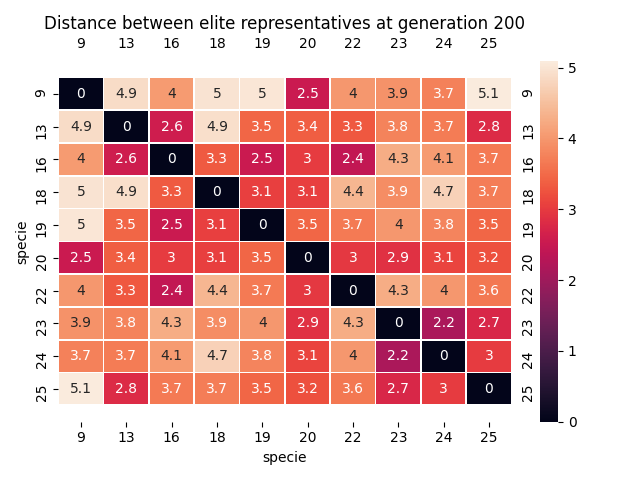 Distance between elite representatives at generation 200
9 13 16 18 19 20 22 23 24 25
9 0 4.9 4 5 5 2.5 4 3.9 3.7 5.1 9
13 4.9 0 2.6 4.9 3.5 3.4 3.3 3.8 3.7 2.8 13
16 4 2.6 0 3.3 2.5 3 2.4 4.3 4.1 3.7 16
18 5 4.9 3.3 0 3.1 3.1 4.4 3.9 4.7 3.7 18
19 5 3.5 2.5 3.1 0 3.5 3.7 4 3.8 3.5 19
20 2.5 3.4 3 3.1 3.5 0 3 2.9 3.1 3.2 20
22 4 3.3 2.4 4.4 3.7 3 0 4.3 4 3.6 22
23 3.9 3.8 4.3 3.9 4 2.9 4.3 0 2.2 2.7 23
24 3.7 3.7 4.1 4.7 3.8 3.1 4 2.2 0 3 24
25 5.1 2.8 3.7 3.7 3.5 3.2 3.6 2.7 3 0 25
9 13 16 18 19 20 22 23 24 25
specie
specie
5
4
3
2
1
0